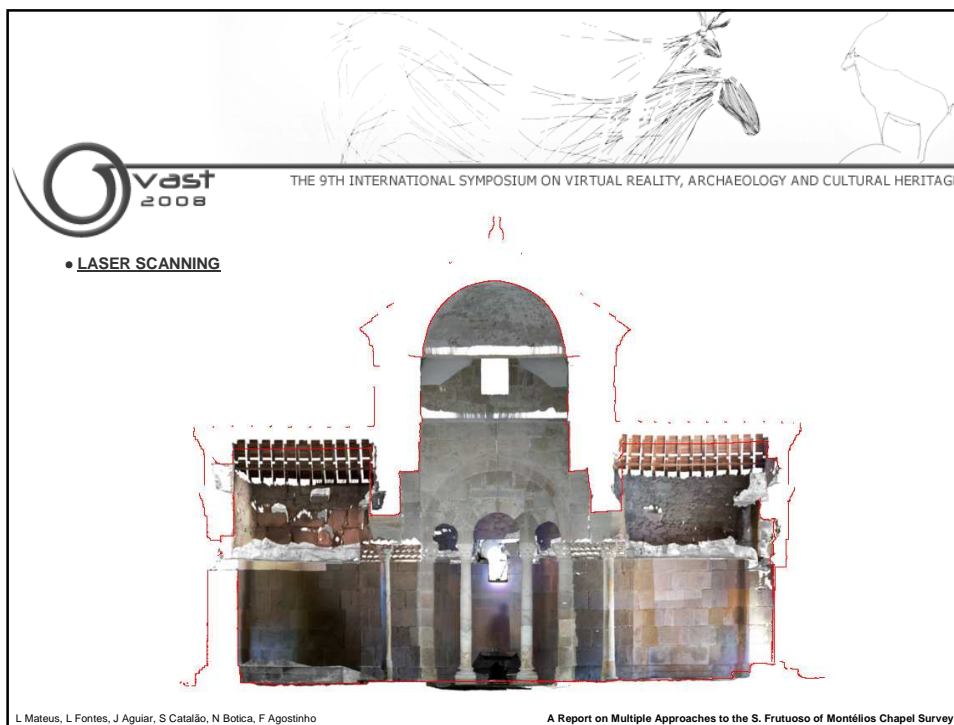 vast
2008
THE 9TH INTERNATIONAL SYMPOSIUM ON VIRTUAL REALITY, ARCHAEOLOGY AND CULTURAL HERITAG
• LASER SCANNING
L Mateus, L Fontes, J Aguiar, S Catalão, N Botica, F Agostinho
A Report on Multiple Approaches to the S. Frutuoso of Montélios Chapel Survey